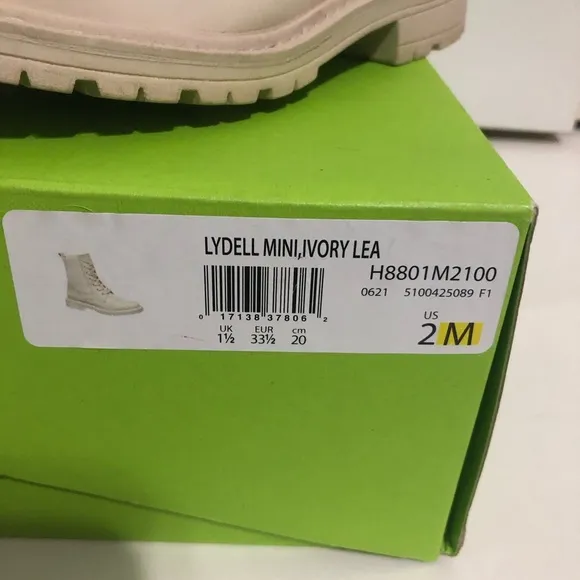 LYDELL MINI,IVORY LEA
H8801M2100
0621 5100425089 F1
0 17138 37806 2
UK EUR cm
1½ 33½ 20
US
2 M